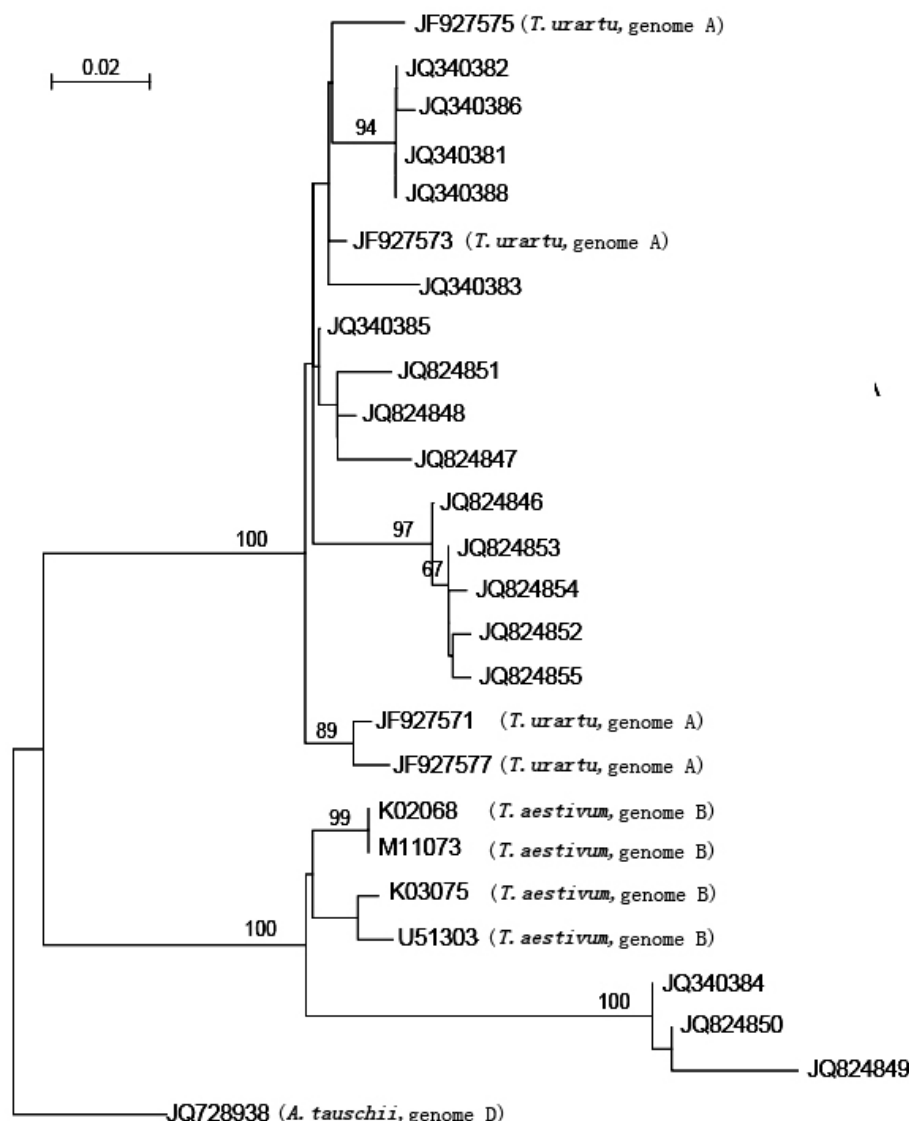 JF927575 (T. urartu, genome A)
0.02
JQ340382
JQ340386
94
JQ340381
JQ340388
JF927573 (T. urartu, genome A)
JQ340383
JQ340385
JQ824851
JQ824848
JQ824847
JQ824846
97
100
JQ824853
67
JQ824854
JQ824852
JQ824855
JF927571 (T. urartu, genome A)
89
JF927577 (T. urartu, genome A)
K02068 (T. aestivum, genome B)
99
M11073 (T. aestivum, genome B)
K03075 (T. aestivum, genome B)
100
U51303 (T. aestivum, genome B)
JQ340384
100
JQ824850
JQ824849
JQ728938 (A. tauschii, genome D)